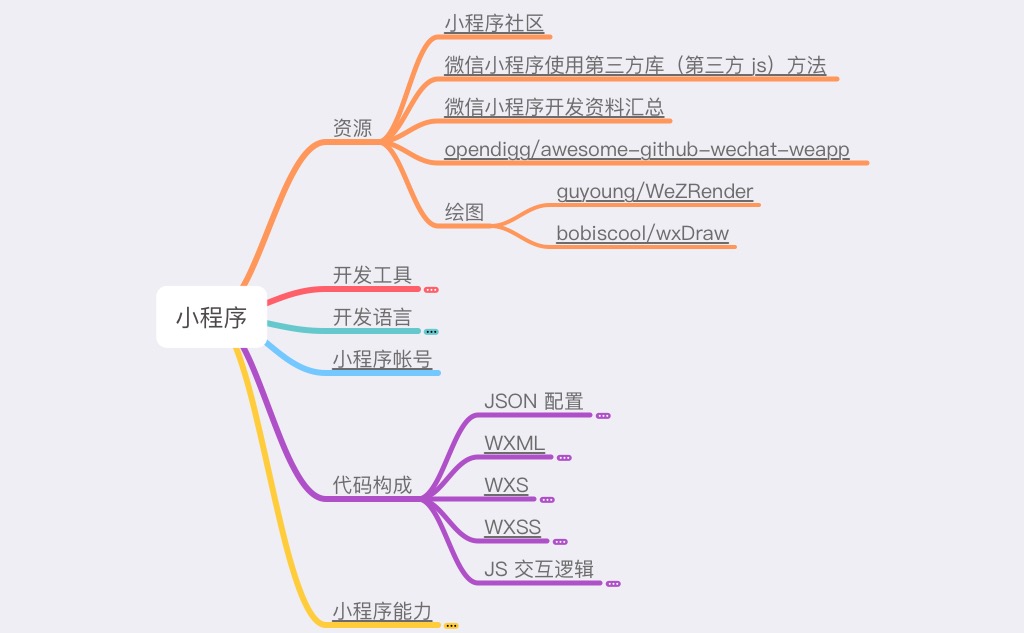 小程序社区
微信小程序使用第三方库（第三方 js）方法
微信小程序开发资料汇总
资源
opendigg/awesome-github-wechat-weapp
guyoung/WeZRender
绘图
bobiscool/wxDraw
开发工具
小程序
开发语言
小程序帐号
JSON 配置
WXML
代码构成
WXS
WXSS
JS 交互逻辑
小程序能力